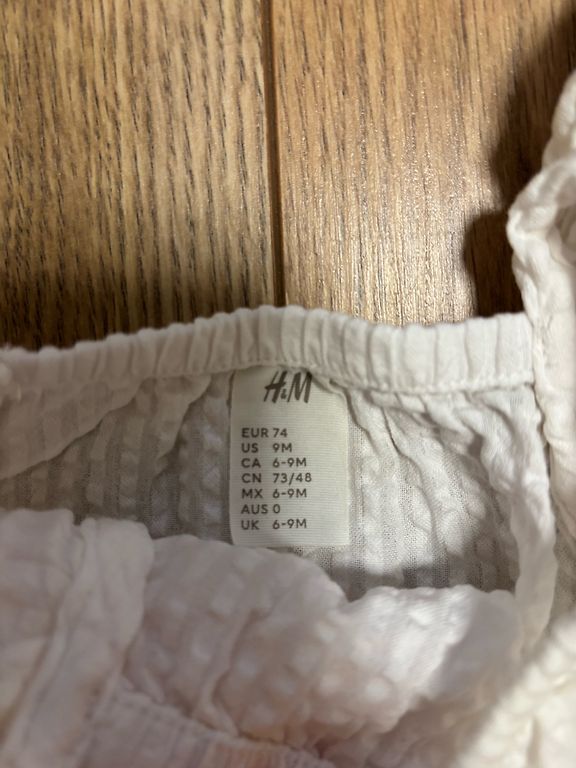 H&M
EUR 74
US 9M
CA 6-9M
CN 73/48
MX 6-9M
AUS 0
UK 6-9M